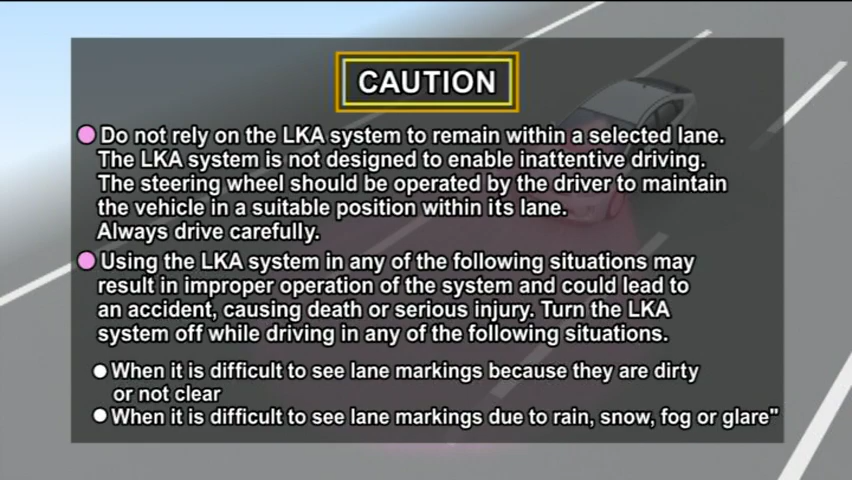 CAUTION
Do not rely on the LKA system to remain within a selected lane.
The LKA system is not designed to enable inattentive driving.
The steering wheel should be operated by the driver to maintain
the vehicle in a suitable position within its lane.
Always drive carefully.
Using the LKA system in any of the following situations may
result in improper operation of the system and could lead to
an accident, causing death or serious injury. Turn the LKA
system off while driving in any of the following situations.
When it is difficult to see lane markings because they are dirty
or not clear
When it is difficult to see lane markings due to rain, snow, fog or glare"